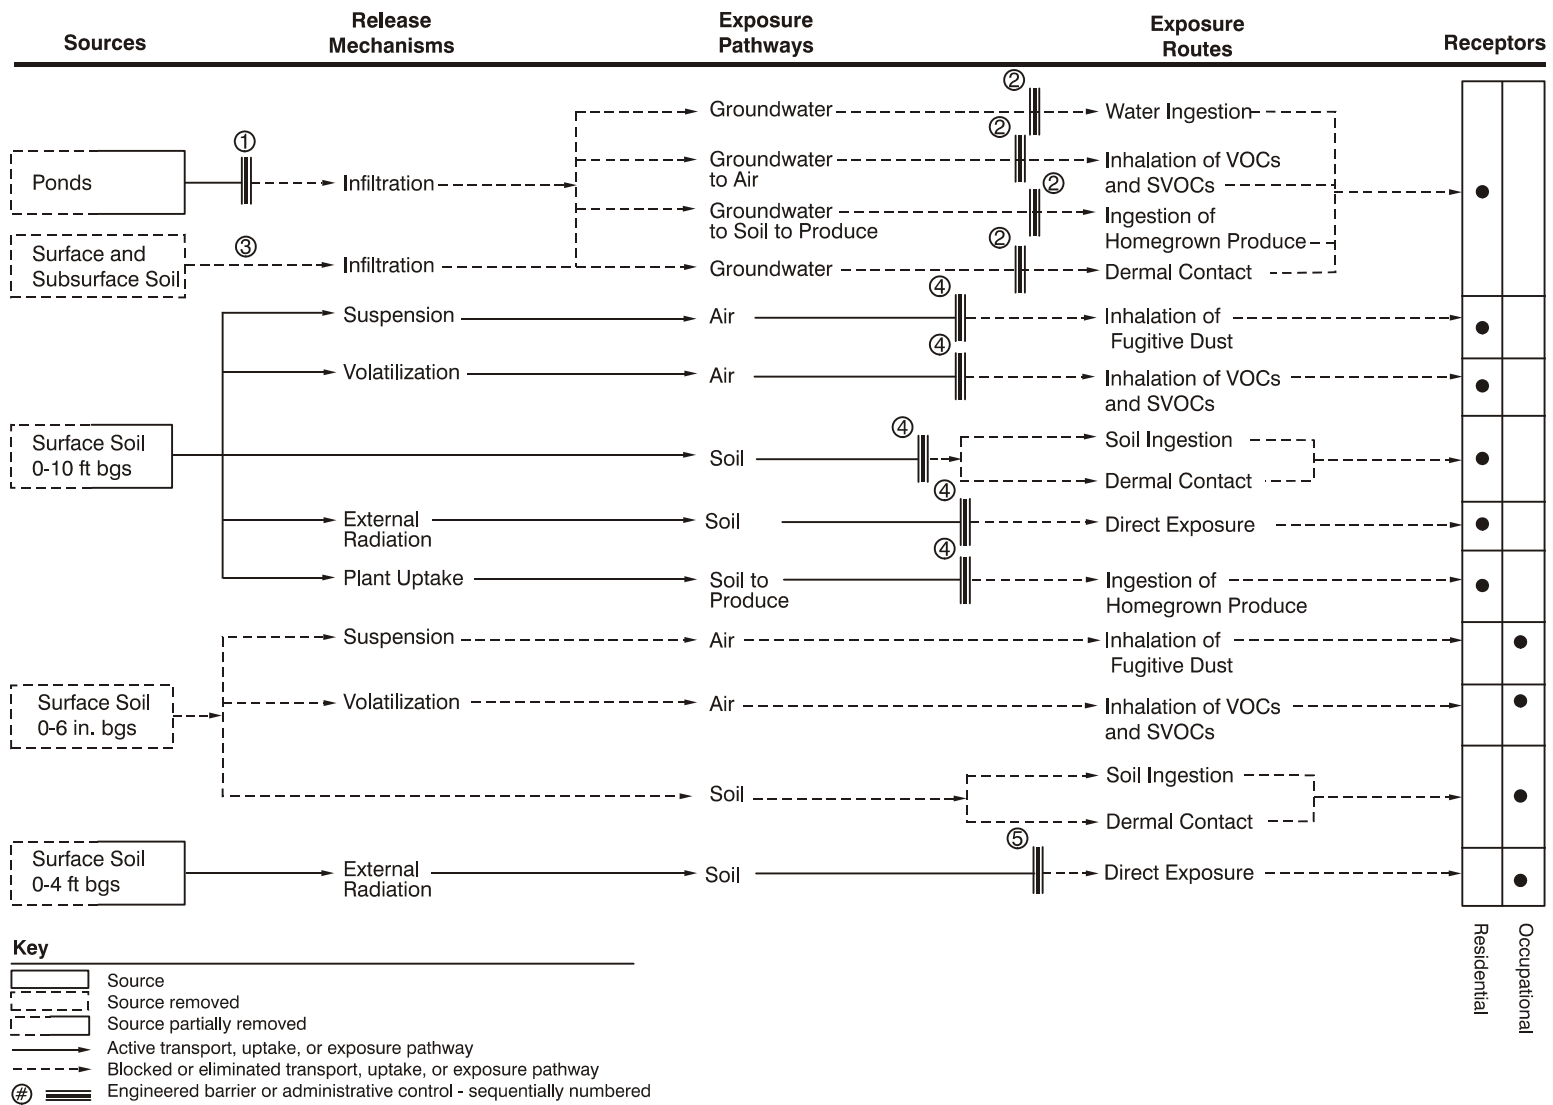 Sources
Release
Mechanisms
Exposure
Pathways
Exposure
Routes
Receptors
②
Groundwater
Water Ingestion
①
②
Ponds
Infiltration
Groundwater
to Air
Inhalation of VOCs
and SVOCs
②
Groundwater
to Soil to Produce
Ingestion of
Homegrown Produce
Surface and
Subsurface Soil
③
Infiltration
②
Groundwater
Dermal Contact
④
Suspension
Air
Inhalation of
Fugitive Dust
④
Volatilization
Air
Inhalation of VOCs
and SVOCs
Surface Soil
0-10 ft bgs
④
Soil
Soil Ingestion
Dermal Contact
④
External
Radiation
Soil
Direct Exposure
④
Plant Uptake
Soil to
Produce
Ingestion of
Homegrown Produce
Suspension
Air
Inhalation of
Fugitive Dust
Surface Soil
0-6 in. bgs
Volatilization
Air
Inhalation of VOCs
and SVOCs
Soil
Soil Ingestion
Dermal Contact
⑤
Surface Soil
0-4 ft bgs
External
Radiation
Soil
Direct Exposure
Residential
Occupational
Key
Source
Source removed
Source partially removed
Active transport, uptake, or exposure pathway
Blocked or eliminated transport, uptake, or exposure pathway
# Engineered barrier or administrative control - sequentially numbered